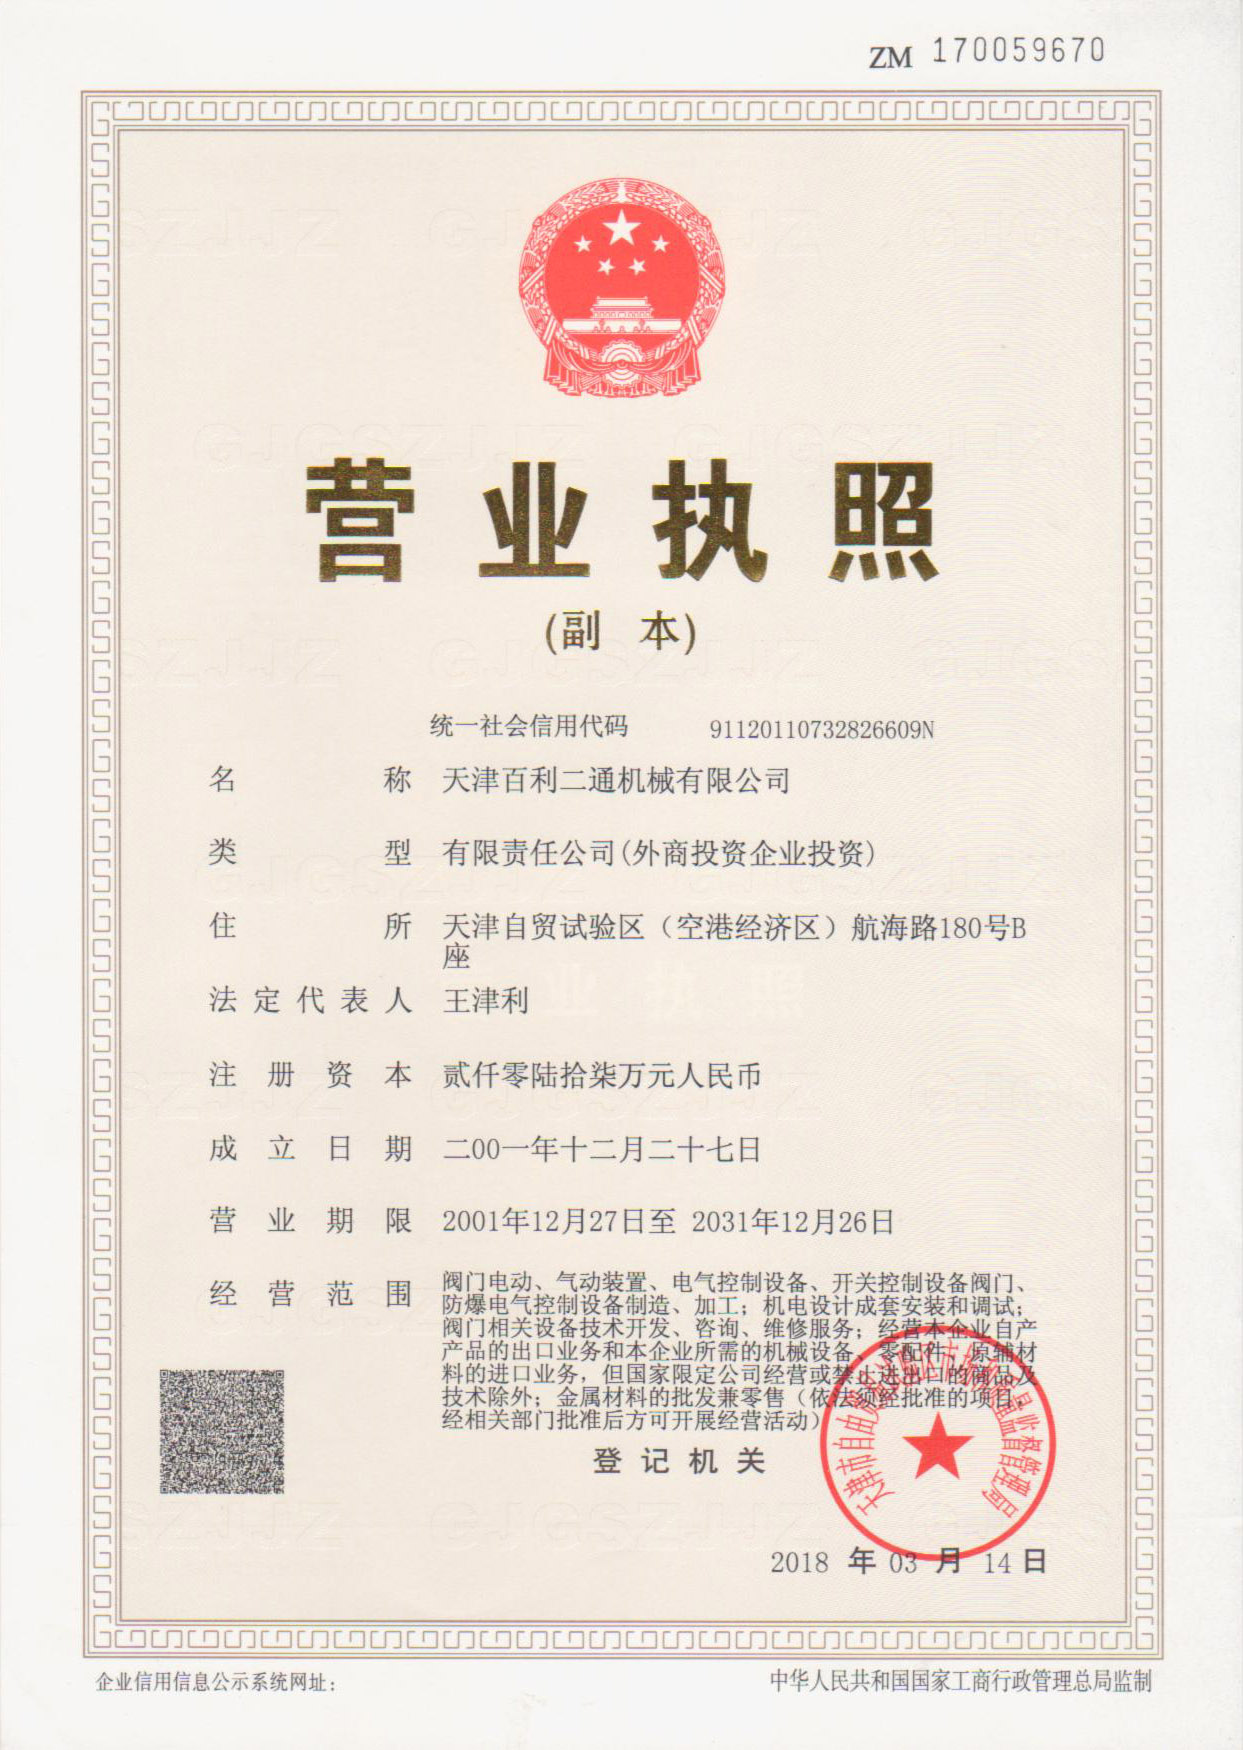 ZM 170059670
营业执照
(副 本)
统一社会信用代码 91120110732826609N
名 称 天津百利二通机械有限公司
类 型 有限责任公司(外商投资企业投资)
住 所 天津自贸试验区（空港经济区）航海路180号B
座
法定代表人 王津利
注 册 资 本 贰仟零陆拾柒万元人民币
成 立 日 期 二00一年十二月二十七日
营 业 期 限 2001年12月27日至 2031年12月26日
经 营 范 围 阀门电动、气动装置、电气控制设备、开关控制设备阀门、
防爆电气控制设备制造、加工；机电设计成套安装和调试；
阀门相关设备技术开发、咨询、维修服务；经营本企业自产
产品的出口业务和本企业所需的机械设备、零配件、原辅材
料的进口业务，但国家限定公司经营或禁止进出口的商品及
技术除外；金属材料的批发兼零售（依法须经批准的项目，
经相关部门批准后方可开展经营活动）
登 记 机 关
2018 年 03 月 14 日
企业信用信息公示系统网址：
中华人民共和国国家工商行政管理总局监制